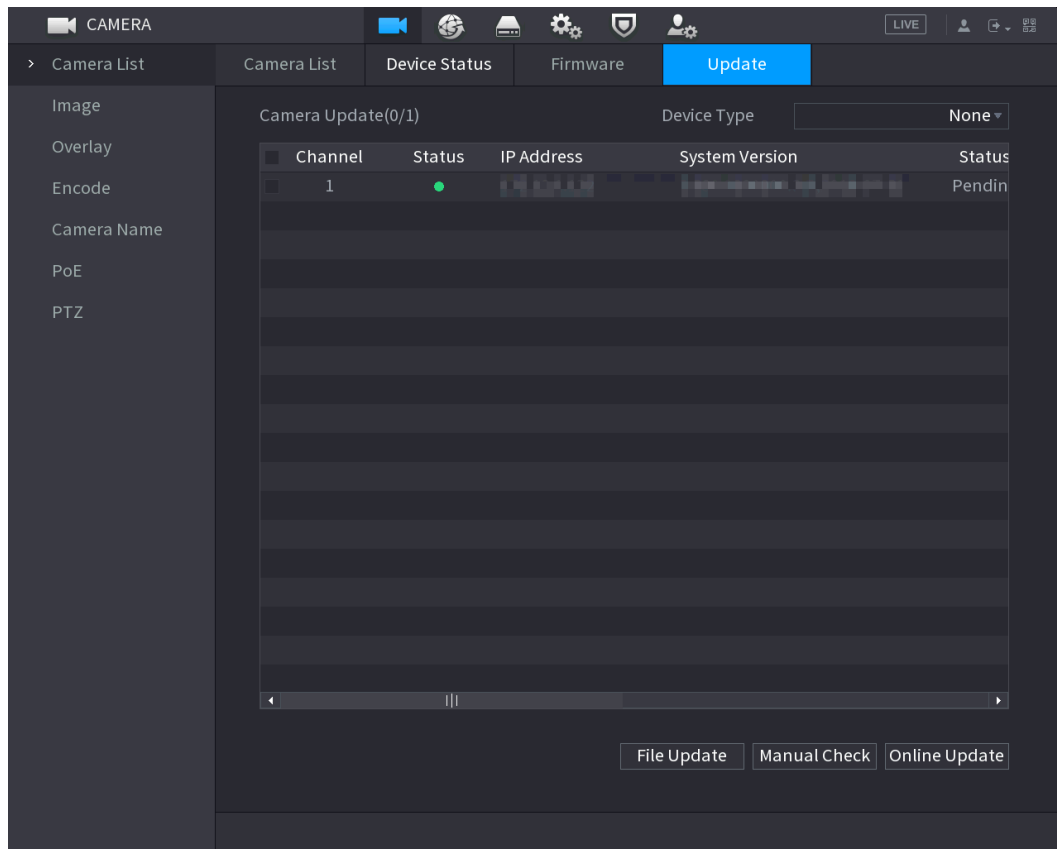 CAMERA LIVE
> Camera List Camera List Device Status Firmware Update
Image
Camera Update(0/1) Device Type None
Overlay
Channel Status IP Address System Version Status
Encode 1 Pendin
Camera Name
PoE
PTZ
File Update Manual Check Online Update